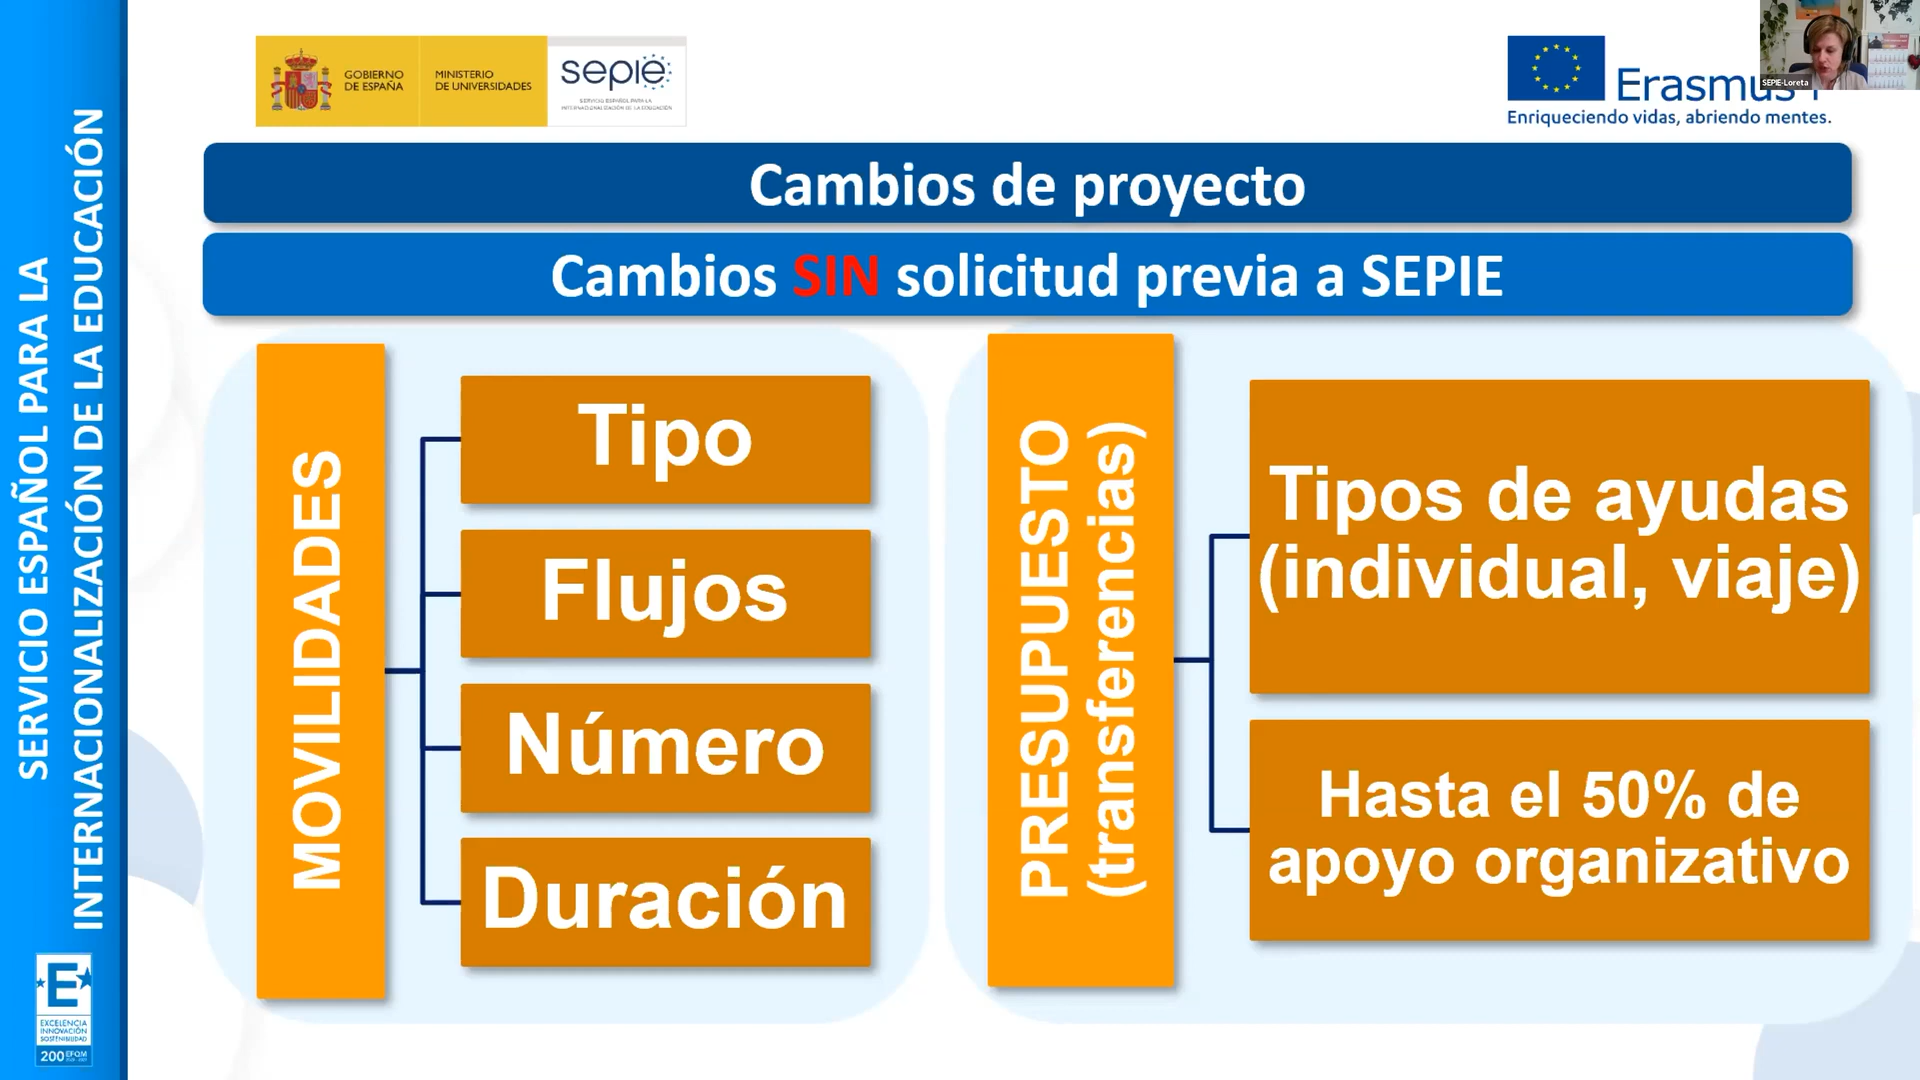 SERVICIO ESPAÑOL PARA LA
INTERNACIONALIZACIÓN DE LA EDUCACIÓN
EXCELENCIA
INNOVACIÓN
SOSTENIBILIDAD
200 EFQM
GOBIERNO
DE ESPAÑA
MINISTERIO
DE UNIVERSIDADES
sepie
SERVICIO ESPAÑOL PARA LA
INTERNACIONALIZACIÓN DE LA EDUCACIÓN
Erasmus+
Enriqueciendo vidas, abriendo mentes.
SEPIE-Loreta
Cambios de proyecto
Cambios SIN solicitud previa a SEPIE
MOVILIDADES
Tipo
Flujos
Número
Duración
PRESUPUESTO
(transferencias)
Tipos de ayudas
(individual, viaje)
Hasta el 50% de
apoyo organizativo